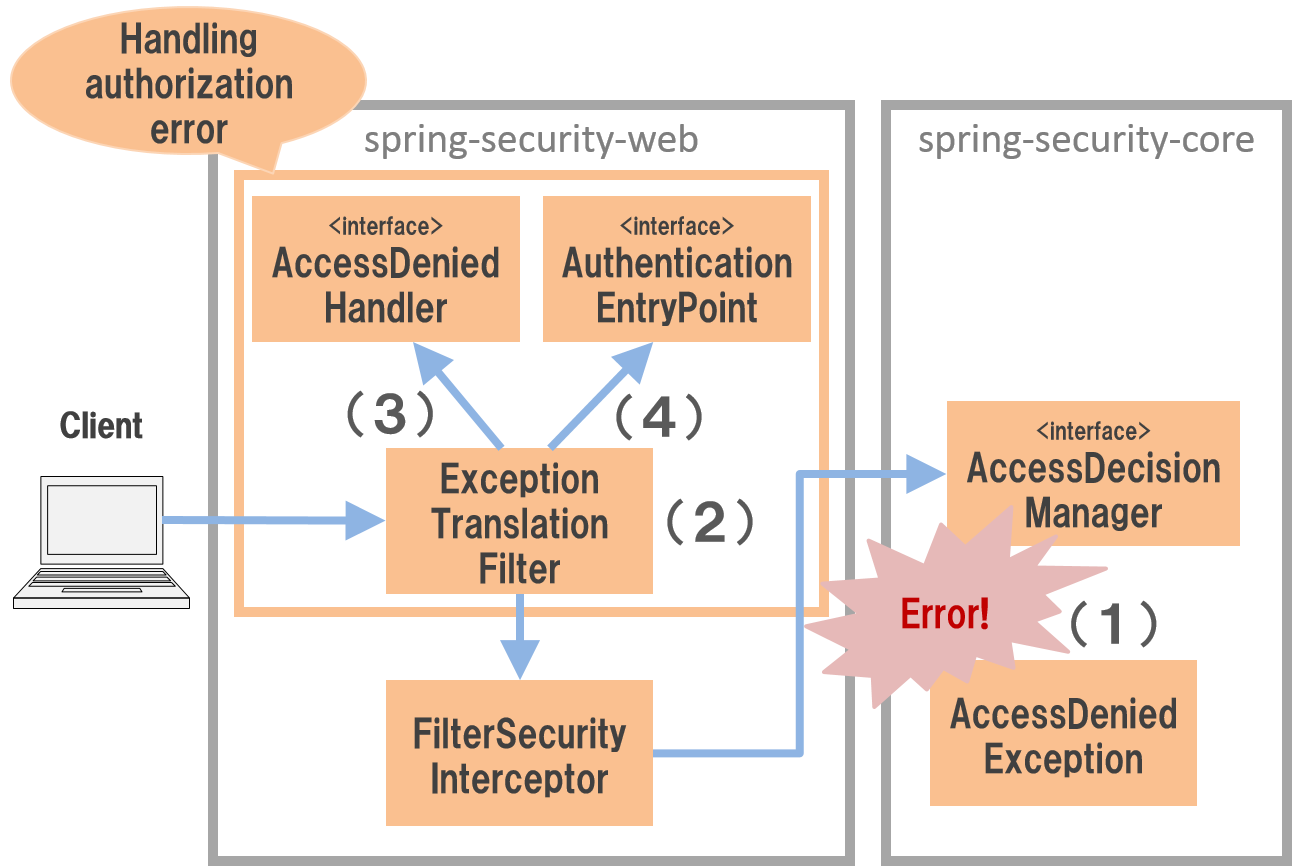 Handling
authorization
error
spring-security-web
spring-security-core
<interface>
AccessDenied
Handler
<interface>
Authentication
EntryPoint
(3)
(4)
Client
Exception
Translation
Filter
(2)
<interface>
AccessDecision
Manager
Error!
(1)
FilterSecurity
Interceptor
AccessDenied
Exception